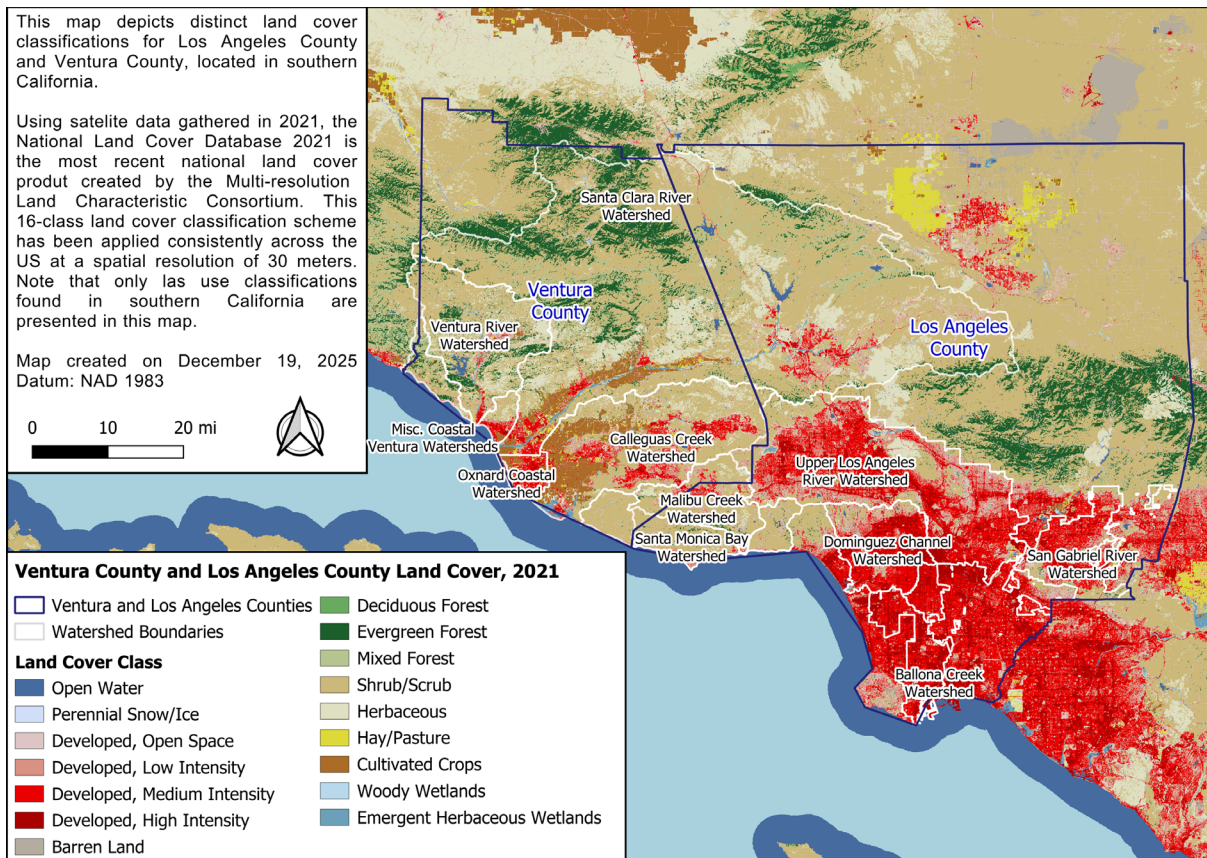 This map depicts distinct land cover
classifications for Los Angeles County
and Ventura County, located in southern
California.
Using satelite data gathered in 2021, the
National Land Cover Database 2021 is
the most recent national land cover
produt created by the Multi-resolution
Land Characteristic Consortium. This
16-class land cover classification scheme
has been applied consistently across the
US at a spatial resolution of 30 meters.
Note that only las use classifications
found in southern California are
presented in this map.
Map created on December 19, 2025
Datum: NAD 1983
0 10 20 mi
Santa Clara River
Watershed
Ventura
County
Ventura River
Watershed
Los Angeles
County
Misc. Coastal
Ventura Watersheds
Calleguas Creek
Watershed
Oxnard Coastal
Watershed
Upper Los Angeles
River Watershed
Malibu Creek
Watershed
Santa Monica Bay
Watershed
Dominguez Channel
Watershed
San Gabriel River
Watershed
Ballona Creek
Watershed
Ventura County and Los Angeles County Land Cover, 2021
Ventura and Los Angeles Counties
Watershed Boundaries
Land Cover Class
Open Water
Perennial Snow/Ice
Developed, Open Space
Developed, Low Intensity
Developed, Medium Intensity
Developed, High Intensity
Barren Land
Deciduous Forest
Evergreen Forest
Mixed Forest
Shrub/Scrub
Herbaceous
Hay/Pasture
Cultivated Crops
Woody Wetlands
Emergent Herbaceous Wetlands